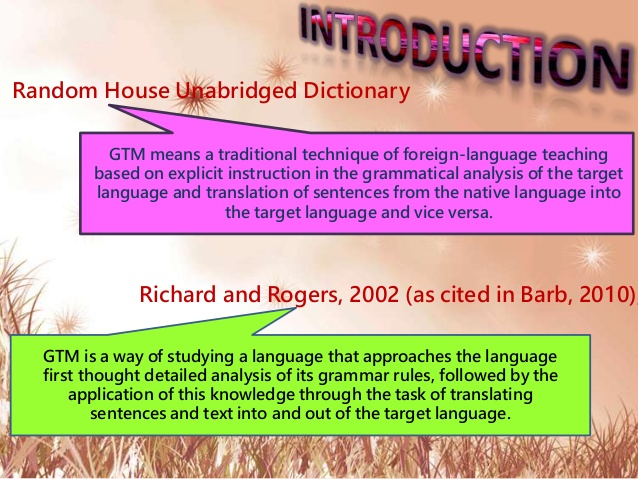 INTRODUCTION
Random House Unabridged Dictionary
GTM means a traditional technique of foreign-language teaching
based on explicit instruction in the grammatical analysis of the target
language and translation of sentences from the native language into
the target language and vice versa.
Richard and Rogers, 2002 (as cited in Barb, 2010)
GTM is a way of studying a language that approaches the language
first thought detailed analysis of its grammar rules, followed by the
application of this knowledge through the task of translating
sentences and text into and out of the target language.